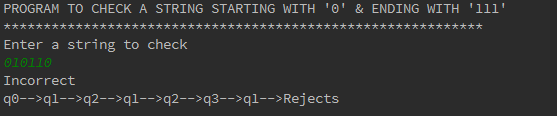 PROGRAM TO CHECK A STRING STARTING WITH '0' & ENDING WITH '111'
************************************************************
Enter a string to check
010110
Incorrect
q0-->q1-->q2-->q1-->q2-->q3-->q1-->Rejects